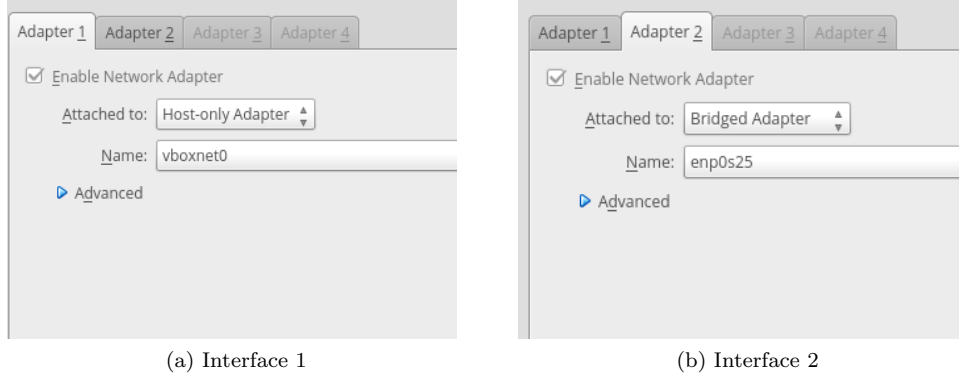 Adapter 1 Adapter 2 Adapter 3 Adapter 4
Enable Network Adapter
Attached to: Host-only Adapter
Name: vboxnet0
Advanced
(a) Interface 1
Adapter 1 Adapter 2 Adapter 3 Adapter 4
Enable Network Adapter
Attached to: Bridged Adapter
Name: enp0s25
Advanced
(b) Interface 2